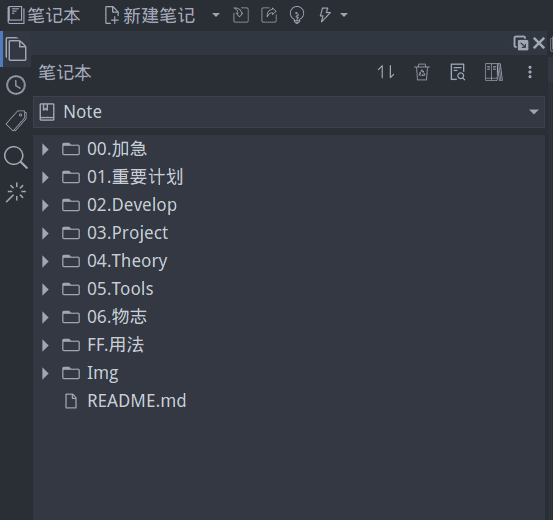 笔记本 新建笔记
笔记本
Note
00.加急
01.重要计划
02.Develop
03.Project
04.Theory
05.Tools
06.物志
FF.用法
Img
README.md